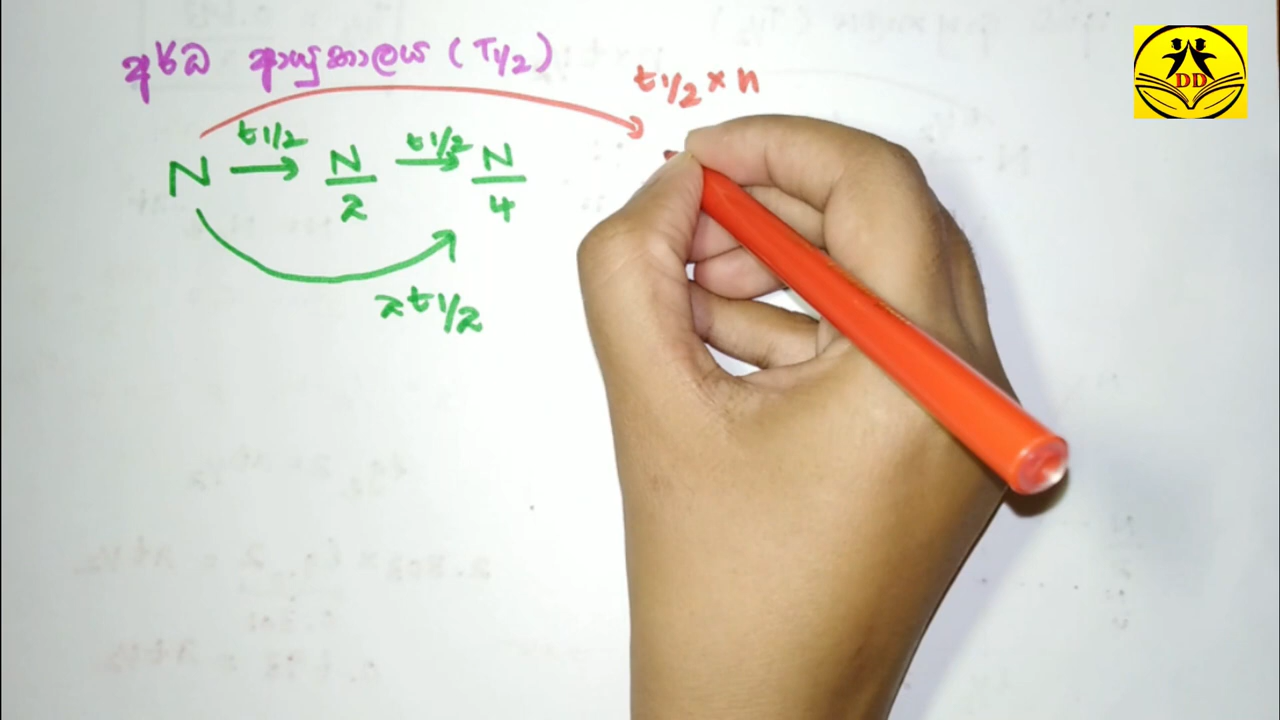 අර්ධ ආයුකාලය (T1/2)
t1/2 × n
N t1/2 → N/2 t1/2 → N/4
2t1/2
DD